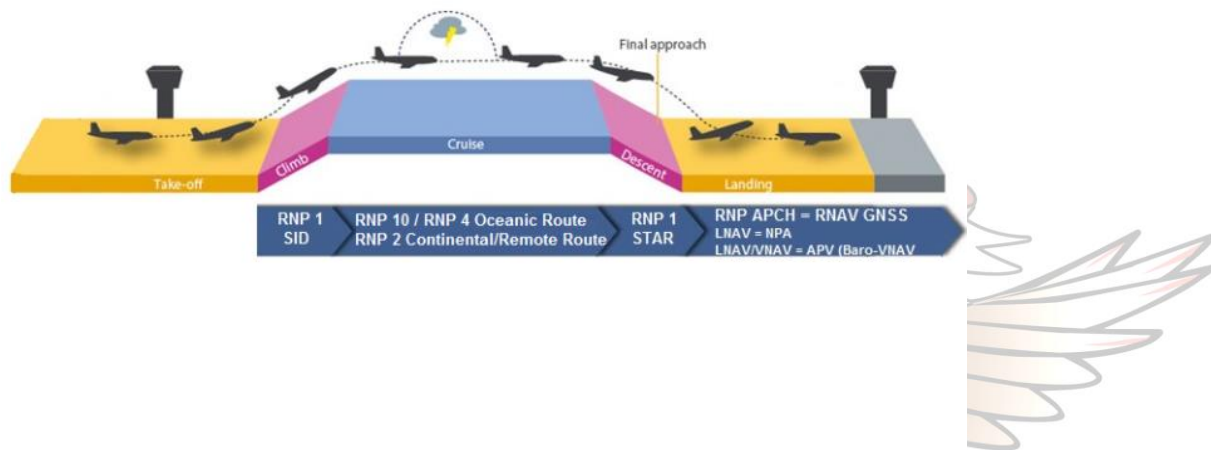 Final approach
Take-off
Climb
Cruise
Descent
Landing
RNP 1
SID
RNP 10 / RNP 4 Oceanic Route
RNP 2 Continental/Remote Route
RNP 1
STAR
RNP APCH = RNAV GNSS
LNAV = NPA
LNAV/VNAV = APV (Baro-VNAV